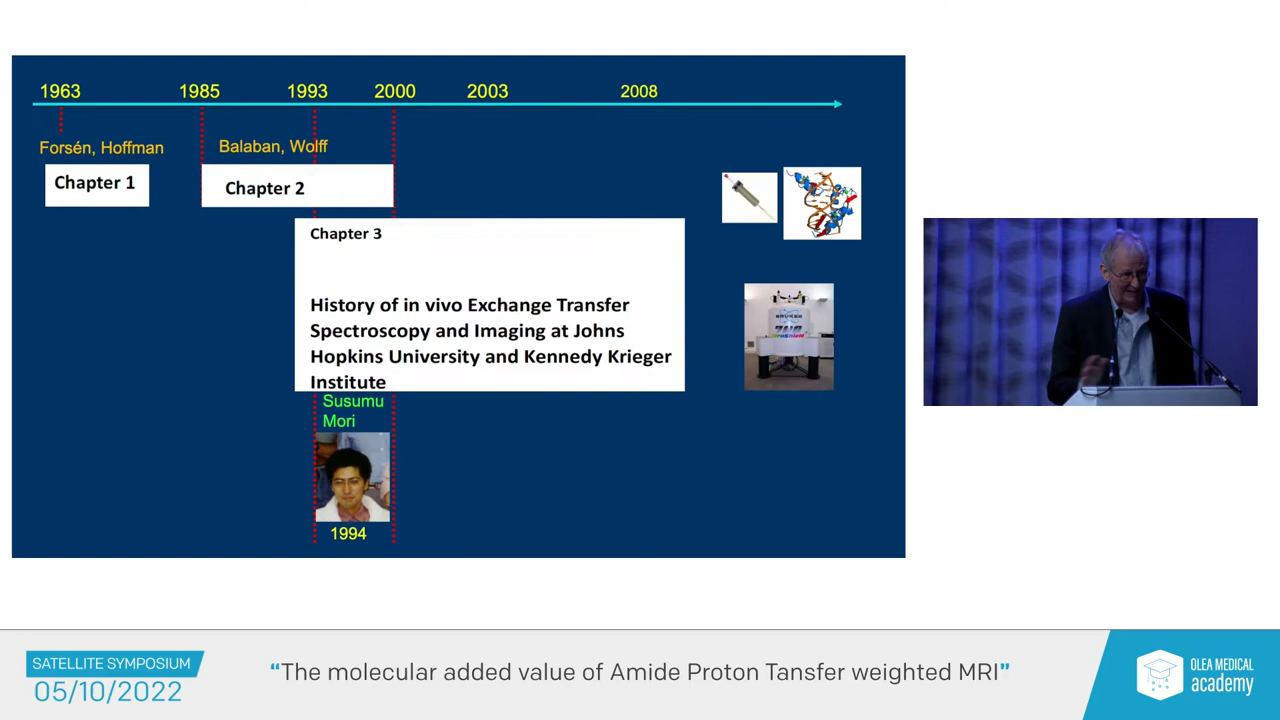 1963
1985
1993
2000
2003
2008
Forsén, Hoffman
Balaban, Wolff
Chapter 1
Chapter 2
Chapter 3
History of in vivo Exchange Transfer
Spectroscopy and Imaging at Johns
Hopkins University and Kennedy Krieger
Institute
Susumu
Mori
1994
BRUKER
SATELLITE SYMPOSIUM
05/10/2022
“The molecular added value of Amide Proton Tansfer weighted MRI”
OLEA MEDICAL
academy